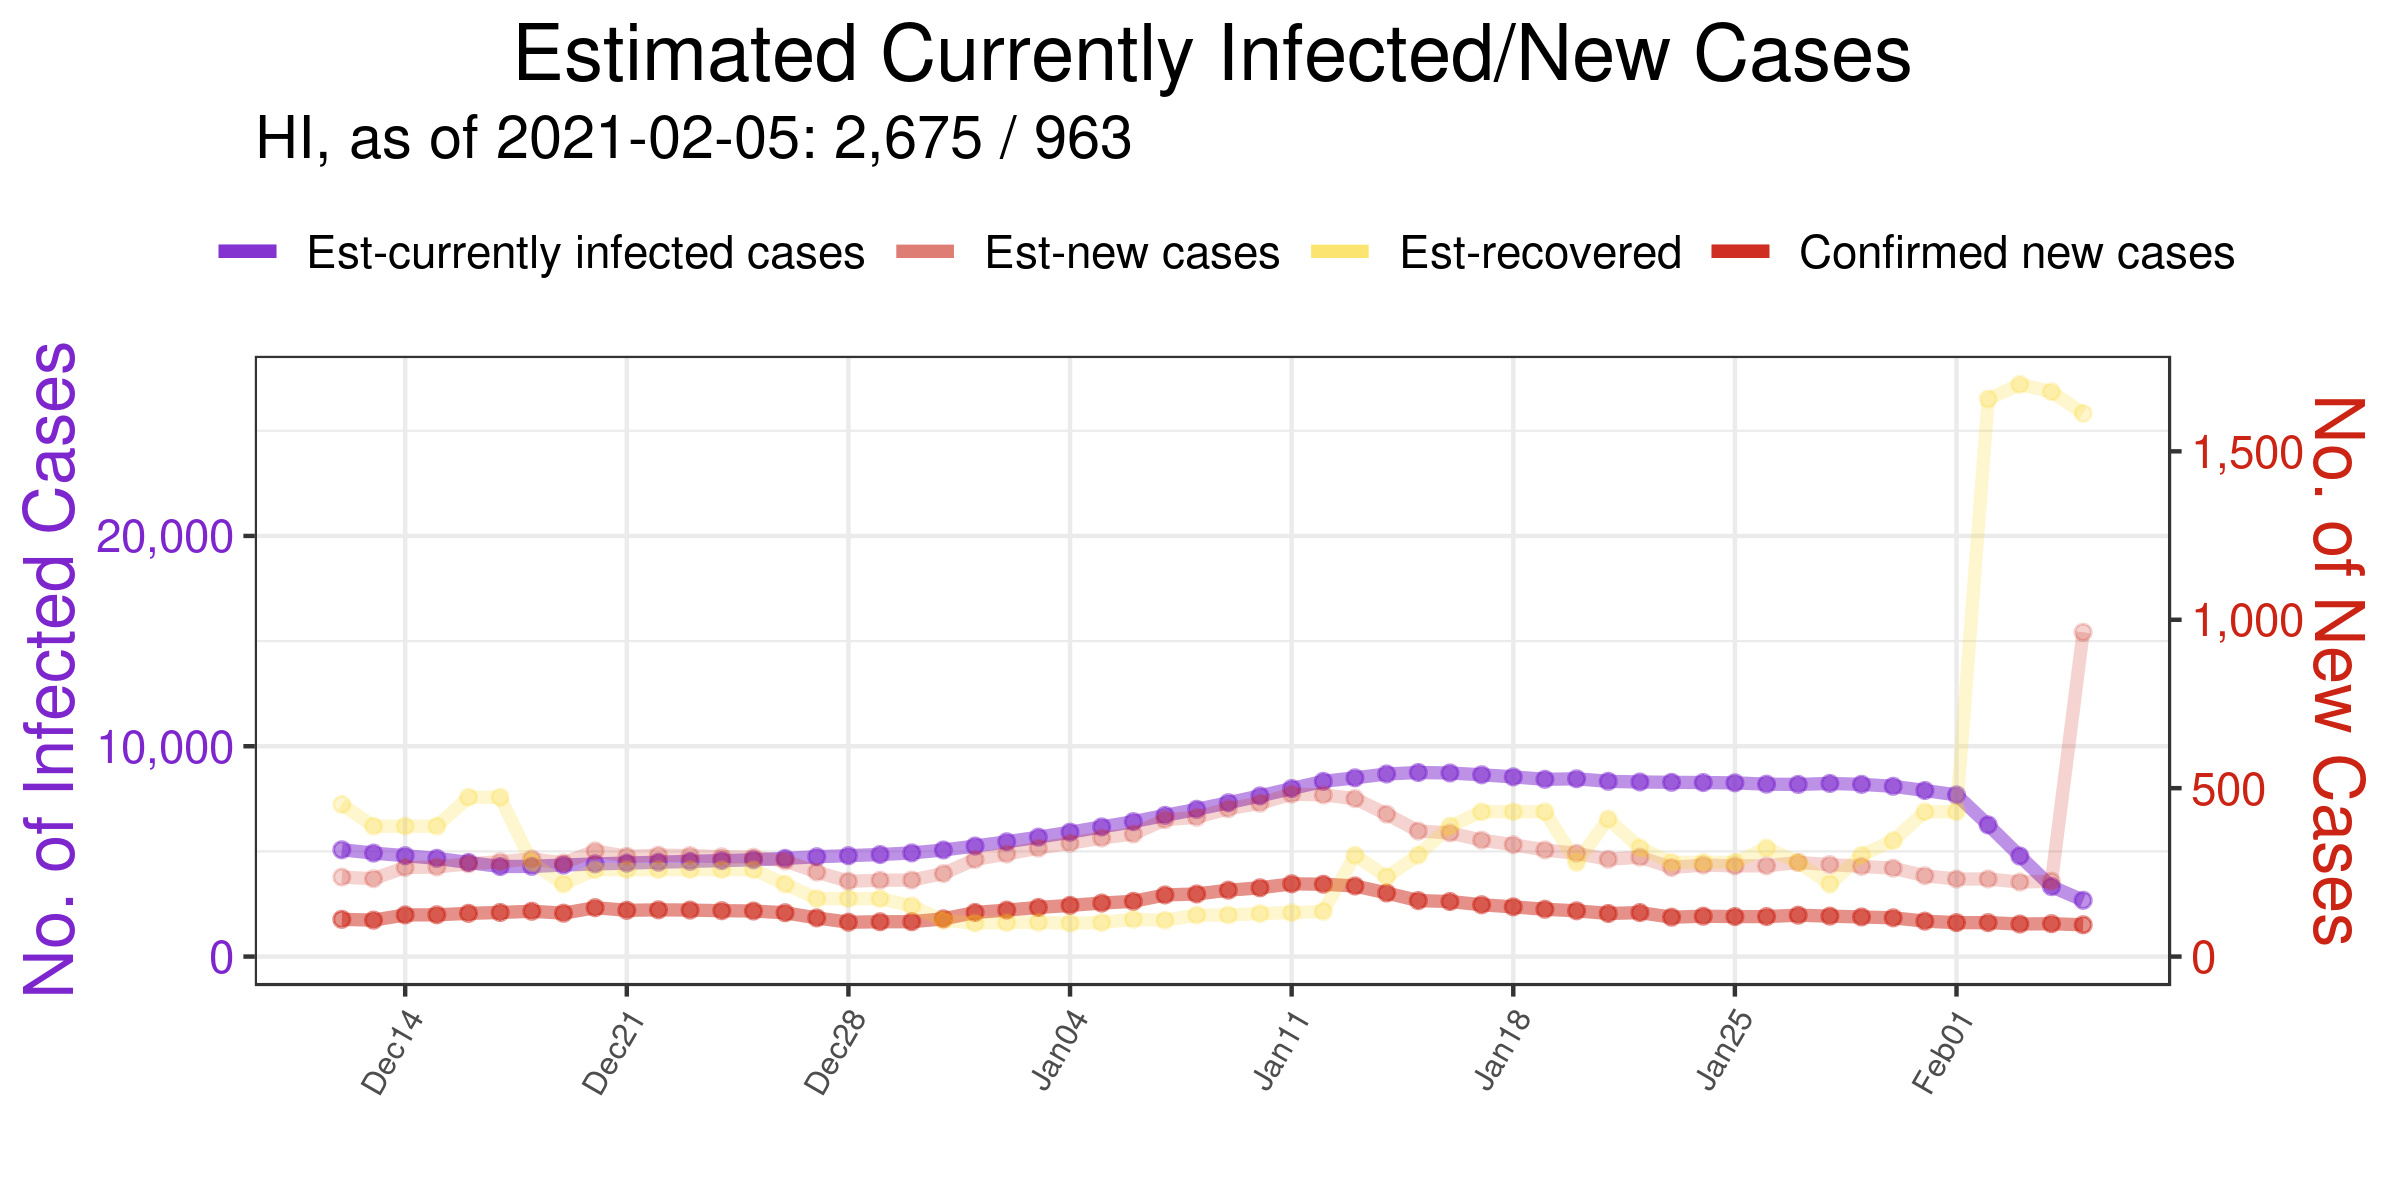 Estimated Currently Infected/New Cases
HI, as of 2021-02-05: 2,675 / 963
Est-currently infected cases Est-new cases Est-recovered Confirmed new cases
No. of Infected Cases
20,000
10,000
0
1,500
1,000
500
0
No. of New Cases
Dec14 Dec21 Dec28 Jan04 Jan11 Jan18 Jan25 Feb01